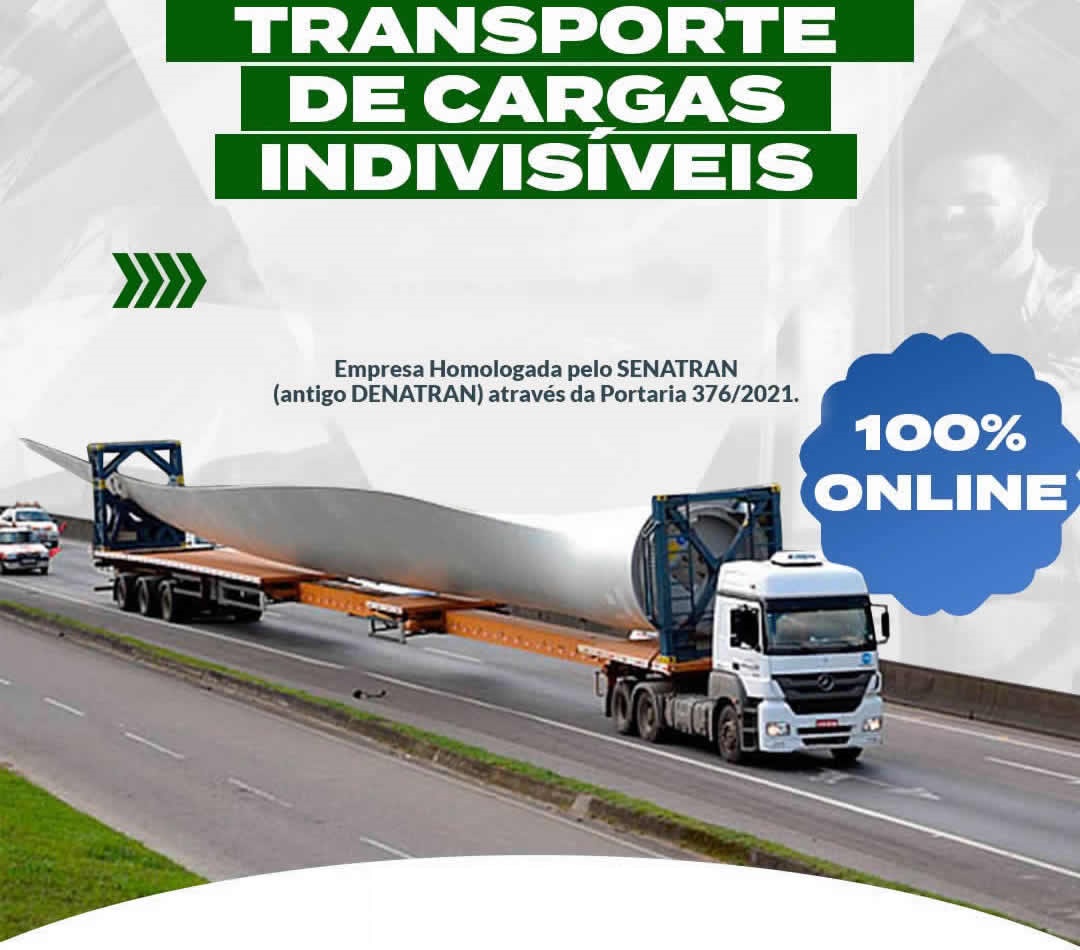 TRANSPORTE
DE CARGAS
INDIVISÍVEIS
Empresa Homologada pelo SENATRAN
(antigo DENATRAN) através da Portaria 376/2021.
100%
ONLINE